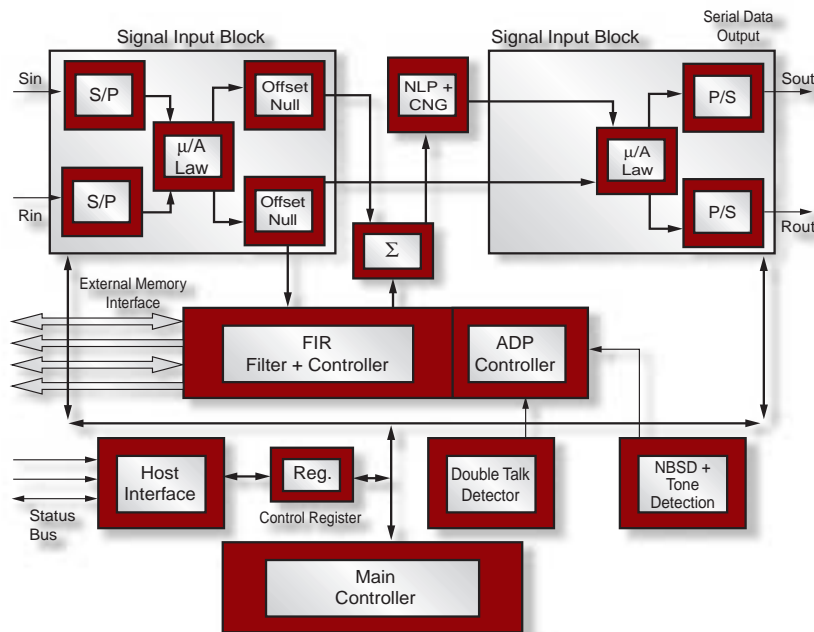 Signal Input Block
Signal Input Block
Serial Data
Output
Sin
S/P
Offset
Null
NLP +
CNG
P/S
Sout
μ/A
Law
μ/A
Law
Rin
S/P
Offset
Null
P/S
Rout
Σ
External Memory
Interface
FIR
Filter + Controller
ADP
Controller
Host
Interface
Reg.
Control Register
Double Talk
Detector
NBSD +
Tone
Detection
Status
Bus
Main
Controller